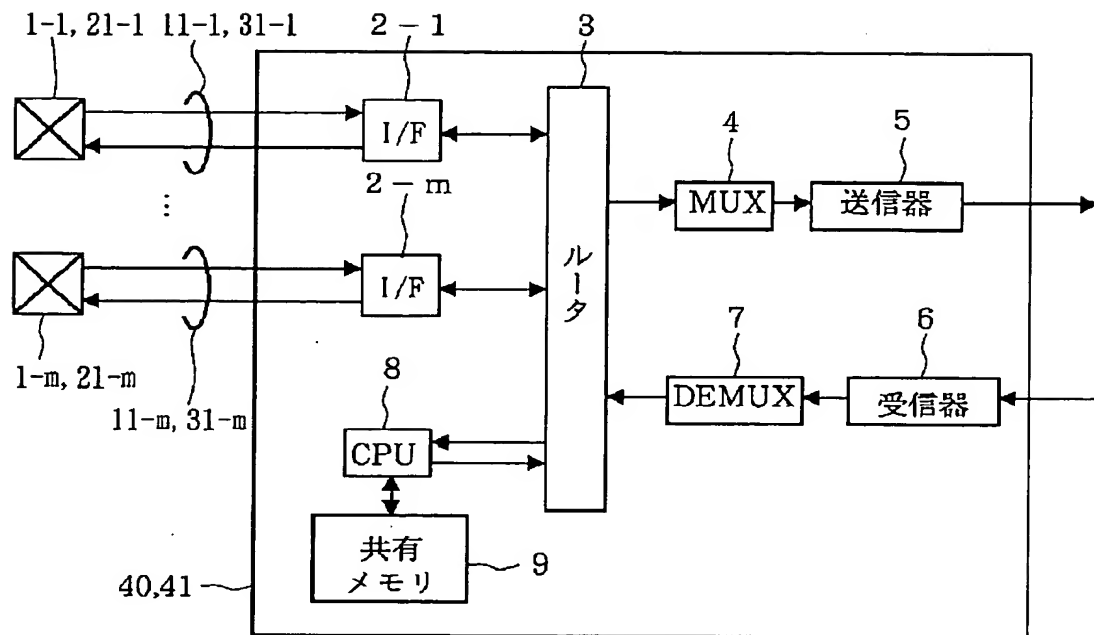 1-1, 21-1
11-1, 31-1
2-1
3
I/F
4
5
MUX
送信器
⋮
2-m
I/F
ルータ
1-m, 21-m
11-m, 31-m
8
7
6
DEMUX
受信器
CPU
共有
メモリ
9
40,41